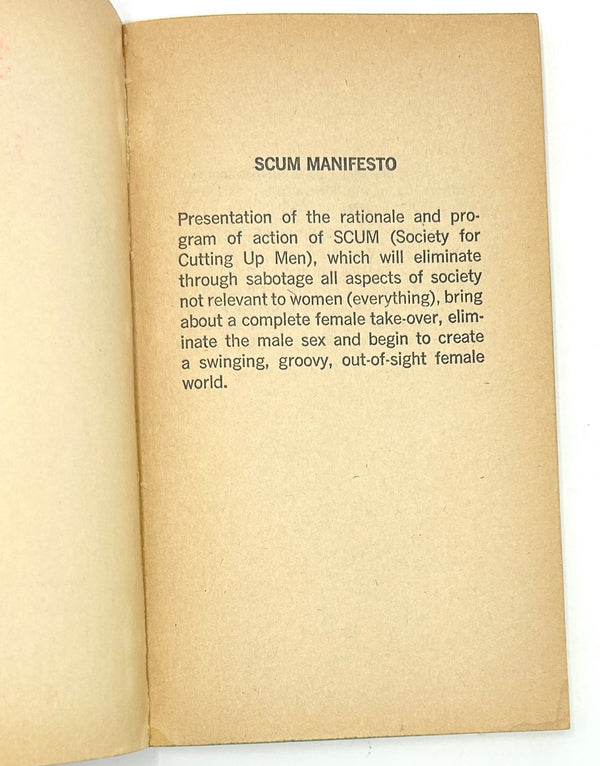 SCUM MANIFESTO
Presentation of the rationale and pro-
gram of action of SCUM (Society for
Cutting Up Men), which will eliminate
through sabotage all aspects of society
not relevant to women (everything), bring
about a complete female take-over, elim-
inate the male sex and begin to create
a swinging, groovy, out-of-sight female
world.